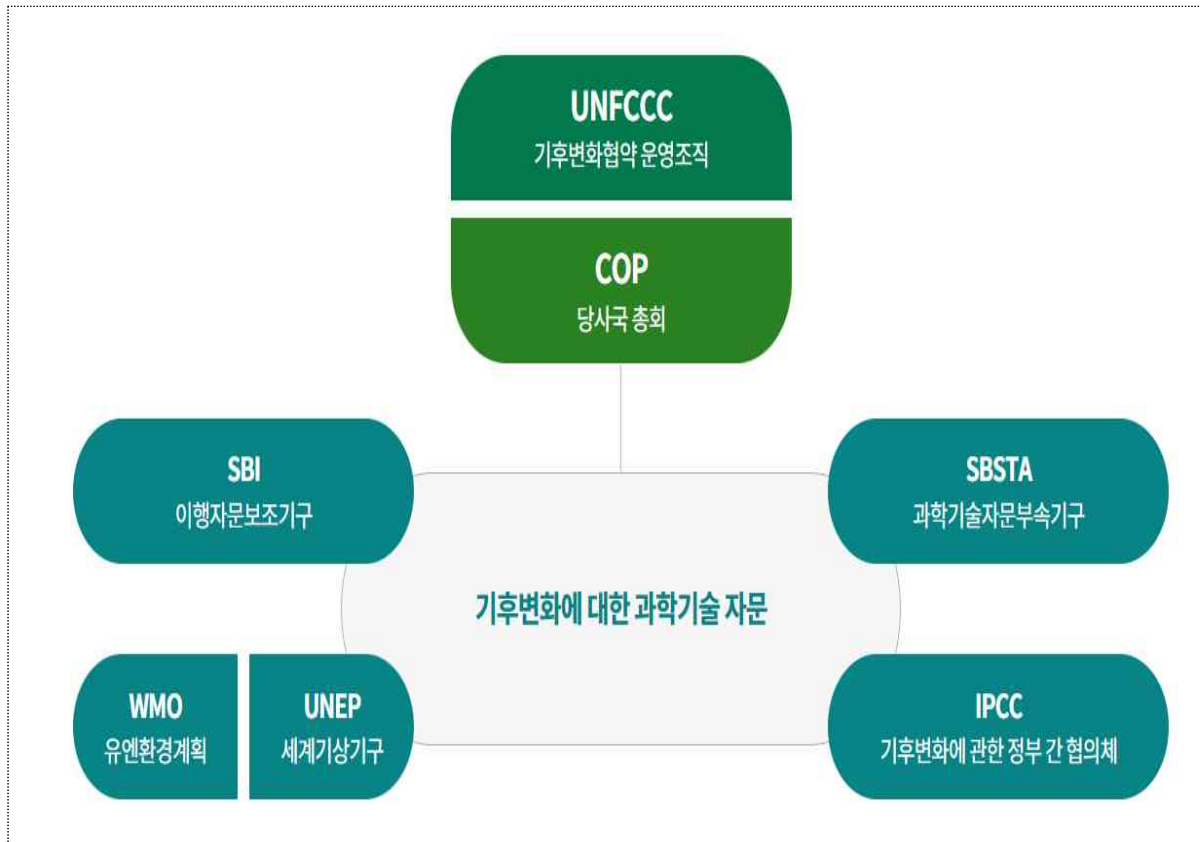 UNFCCC
기후변화협약 운영조직
COP
당사국 총회
SBI
이행자문보조기구
SBSTA
과학기술자문부속기구
기후변화에 대한 과학기술 자문
WMO
유엔환경계획
UNEP
세계기상기구
IPCC
기후변화에 관한 정부 간 협의체